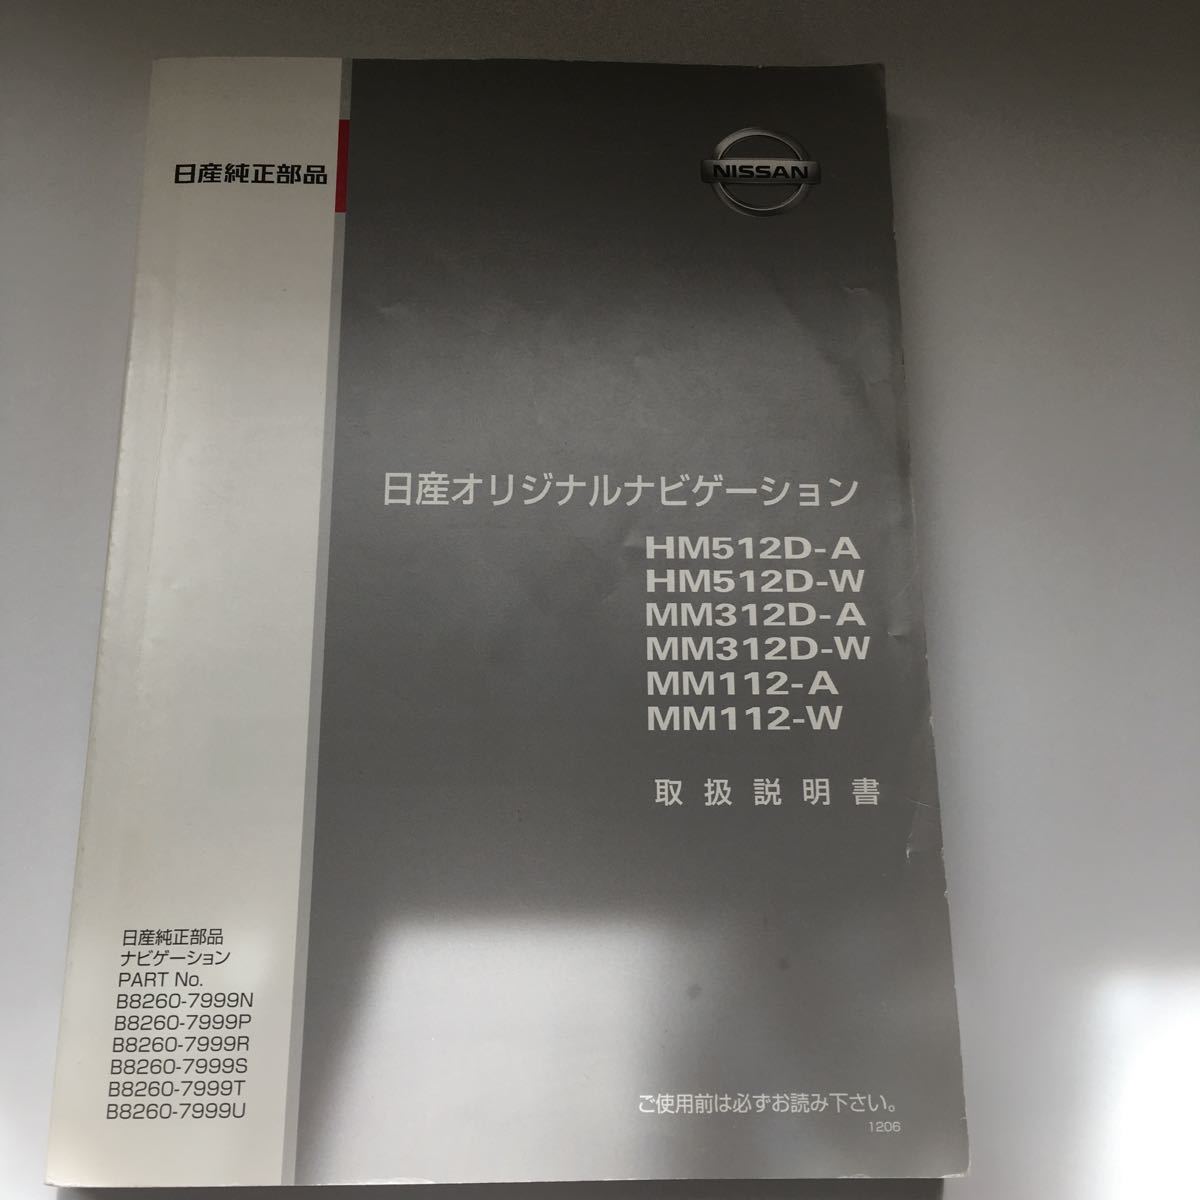 日産純正部品
NISSAN
日産オリジナルナビゲーション
HM512D-A
HM512D-W
MM312D-A
MM312D-W
MM112-A
MM112-W
取扱説明書
日産純正部品
ナビゲーション
PART No.
B8260-7999N
B8260-7999P
B8260-7999R
B8260-7999S
B8260-7999T
B8260-7999U
ご使用前は必ずお読み下さい。
1206